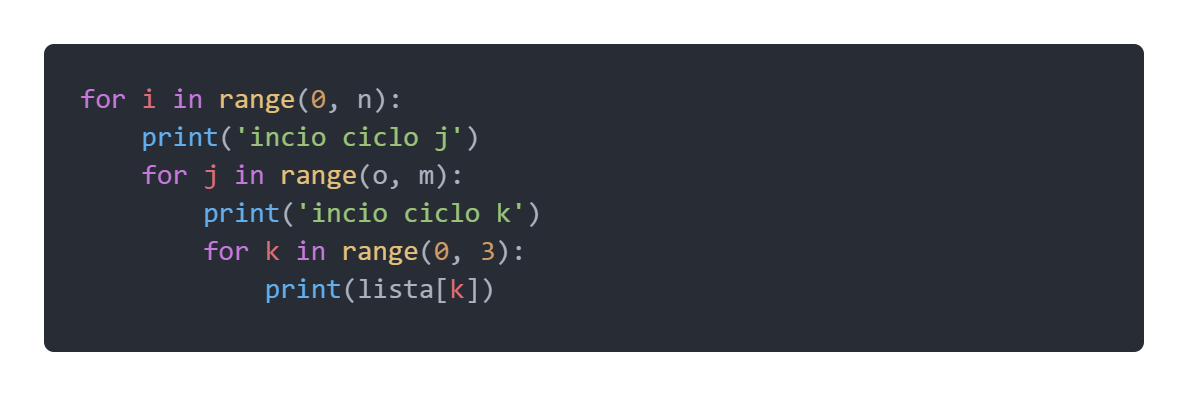 for i in range(0, n):
    print('incio ciclo j')
    for j in range(o, m):
        print('incio ciclo k')
        for k in range(0, 3):
            print(lista[k])